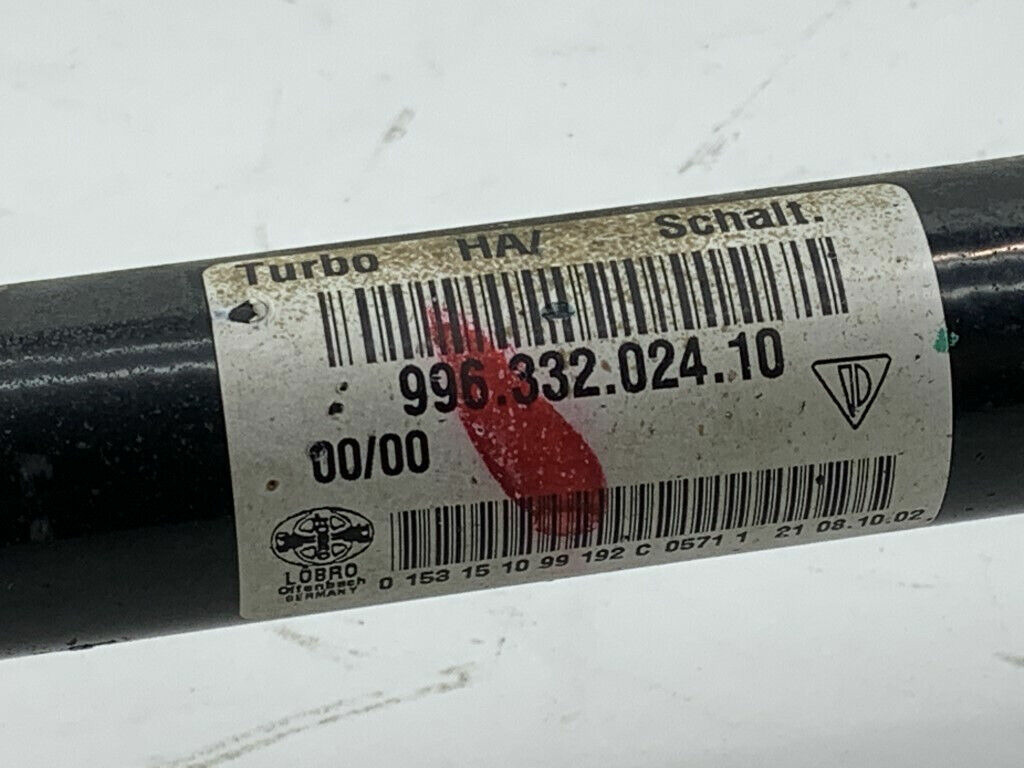 Turbo HA/ Schalt.
996.332.024.10
00/00
LÖBRO
Offenbach
GERMANY
0 153 15 10 99 192 C 0571 1 21 08.10.02.